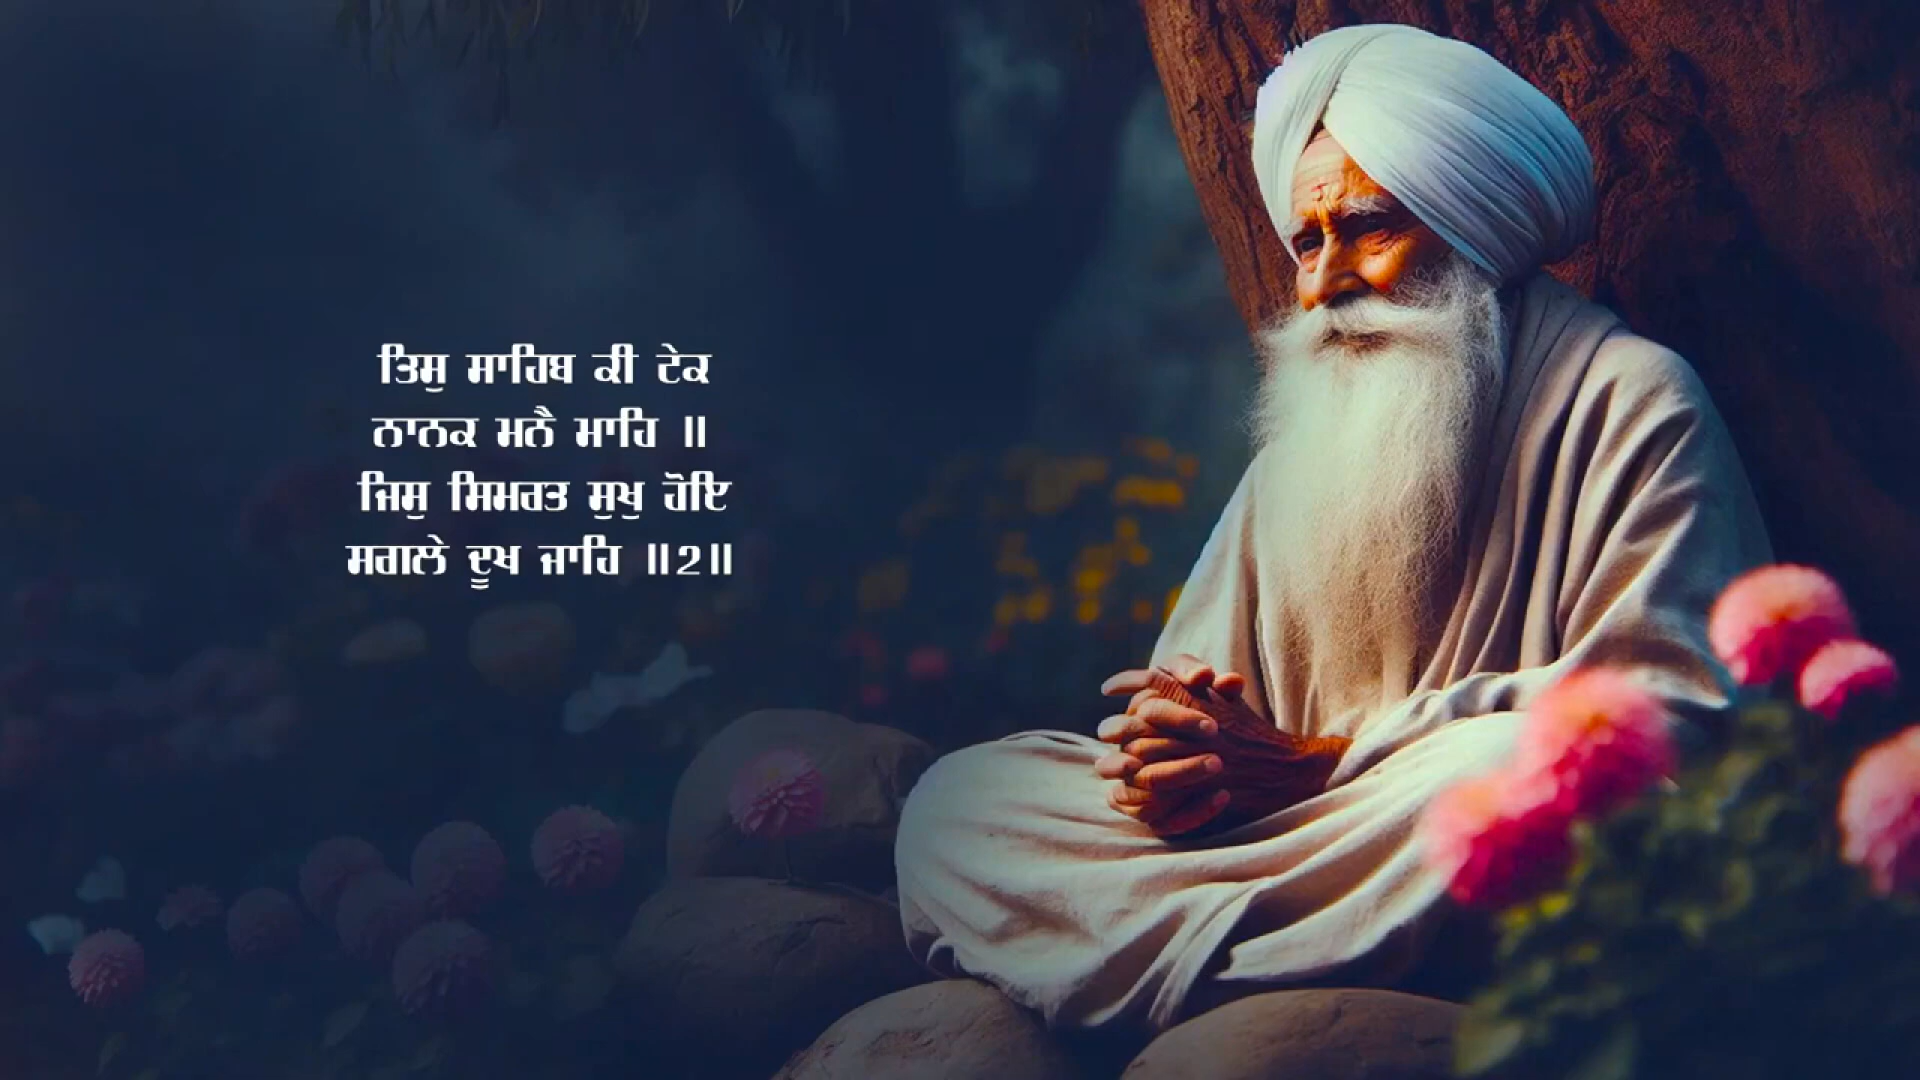 ਤਿਸੁ ਸਾਹਿਬ ਕੀ ਟੇਕ
ਨਾਨਕ ਮਨੈ ਮਾਹਿ ॥
ਜਿਸੁ ਸਿਮਰਤ ਸੁਖੁ ਹੋਇ
ਸਗਲੇ ਦੂਖ ਜਾਹਿ ॥2॥